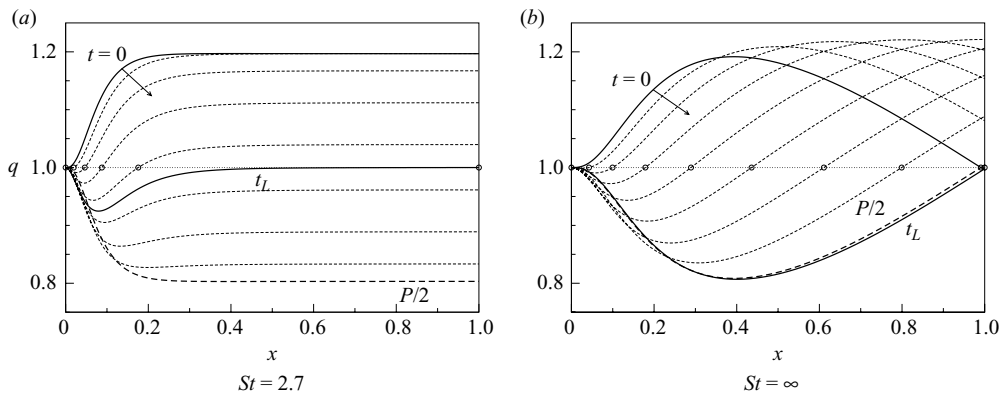 (a)
1.2
t = 0
q 1.0
t_L
0.8
P/2
0 0.2 0.4 0.6 0.8 1.0
x
St = 2.7
(b)
1.2
t = 0
1.0
P/2
t_L
0.8
0 0.2 0.4 0.6 0.8 1.0
x
St = ∞